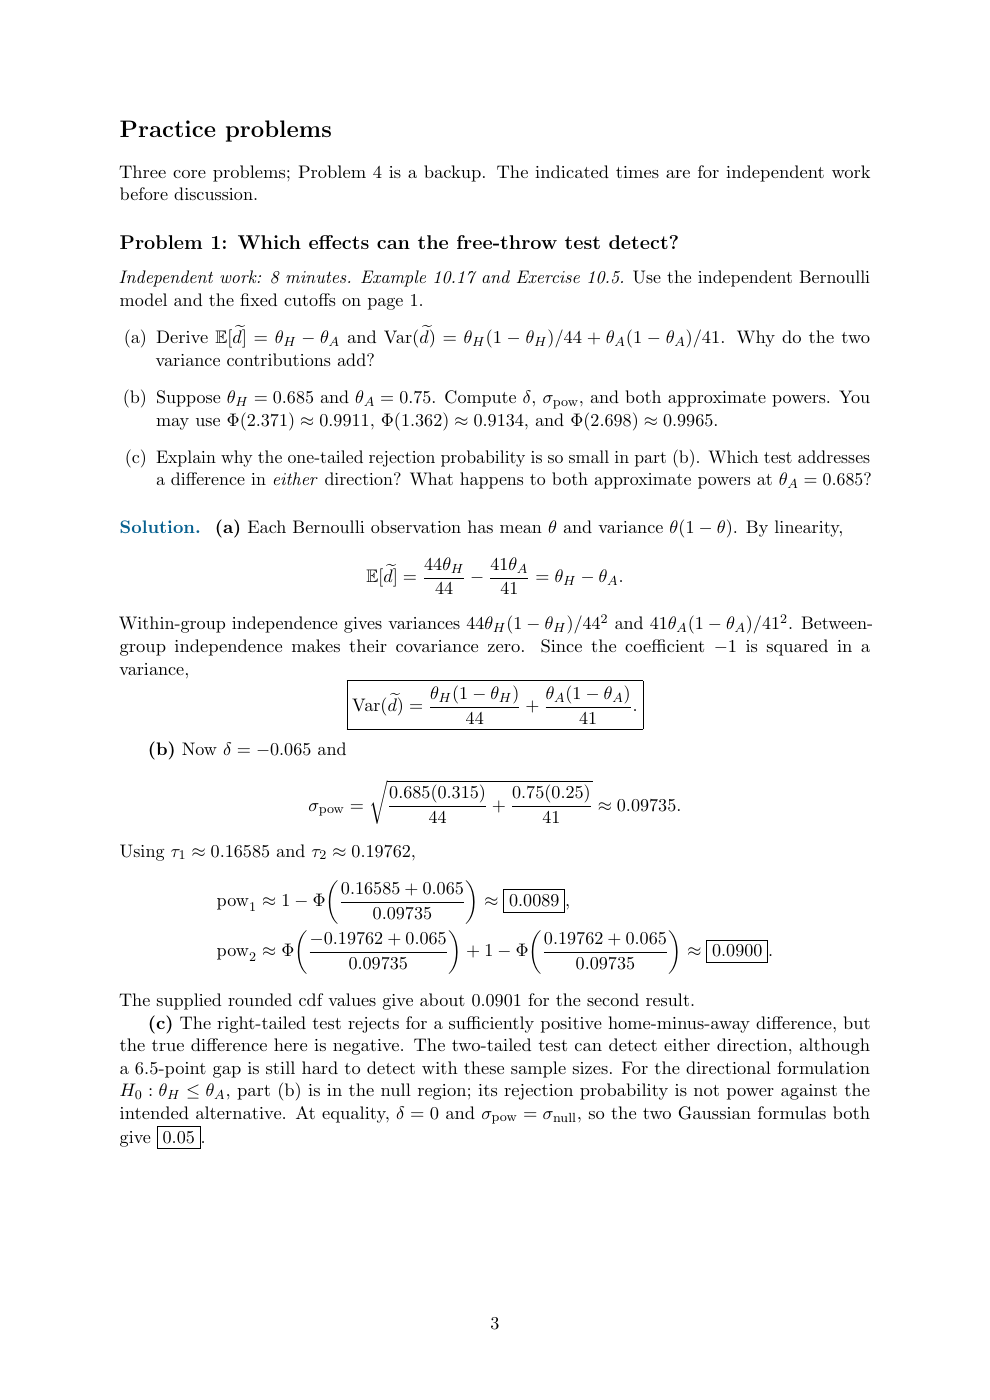 Practice problems
Three core problems; Problem 4 is a backup. The indicated times are for independent work
before discussion.
Problem 1: Which effects can the free-throw test detect?
Independent work: 8 minutes. Example 10.17 and Exercise 10.5. Use the independent Bernoulli
model and the fixed cutoffs on page 1.
(a) Derive 𝔼[d̃] = θ_H − θ_A and Var(d̃) = θ_H(1 − θ_H)/44 + θ_A(1 − θ_A)/41. Why do the two
variance contributions add?
(b) Suppose θ_H = 0.685 and θ_A = 0.75. Compute δ, σ_pow, and both approximate powers. You
may use Φ(2.371) ≈ 0.9911, Φ(1.362) ≈ 0.9134, and Φ(2.698) ≈ 0.9965.
(c) Explain why the one-tailed rejection probability is so small in part (b). Which test addresses
a difference in either direction? What happens to both approximate powers at θ_A = 0.685?
Solution. (a) Each Bernoulli observation has mean θ and variance θ(1 − θ). By linearity,
𝔼[d̃] = 44θ_H/44 − 41θ_A/41 = θ_H − θ_A.
Within-group independence gives variances 44θ_H(1 − θ_H)/44² and 41θ_A(1 − θ_A)/41². Between-
group independence makes their covariance zero. Since the coefficient −1 is squared in a
variance,
Var(d̃) = θ_H(1 − θ_H)/44 + θ_A(1 − θ_A)/41.
(b) Now δ = −0.065 and
σ_pow = √(0.685(0.315)/44 + 0.75(0.25)/41) ≈ 0.09735.
Using τ₁ ≈ 0.16585 and τ₂ ≈ 0.19762,
pow₁ ≈ 1 − Φ((0.16585 + 0.065)/0.09735) ≈ 0.0089,
pow₂ ≈ Φ((−0.19762 + 0.065)/0.09735) + 1 − Φ((0.19762 + 0.065)/0.09735) ≈ 0.0900.
The supplied rounded cdf values give about 0.0901 for the second result.
(c) The right-tailed test rejects for a sufficiently positive home-minus-away difference, but
the true difference here is negative. The two-tailed test can detect either direction, although
a 6.5-point gap is still hard to detect with these sample sizes. For the directional formulation
H₀ : θ_H ≤ θ_A, part (b) is in the null region; its rejection probability is not power against the
intended alternative. At equality, δ = 0 and σ_pow = σ_null, so the two Gaussian formulas both
give 0.05.
3